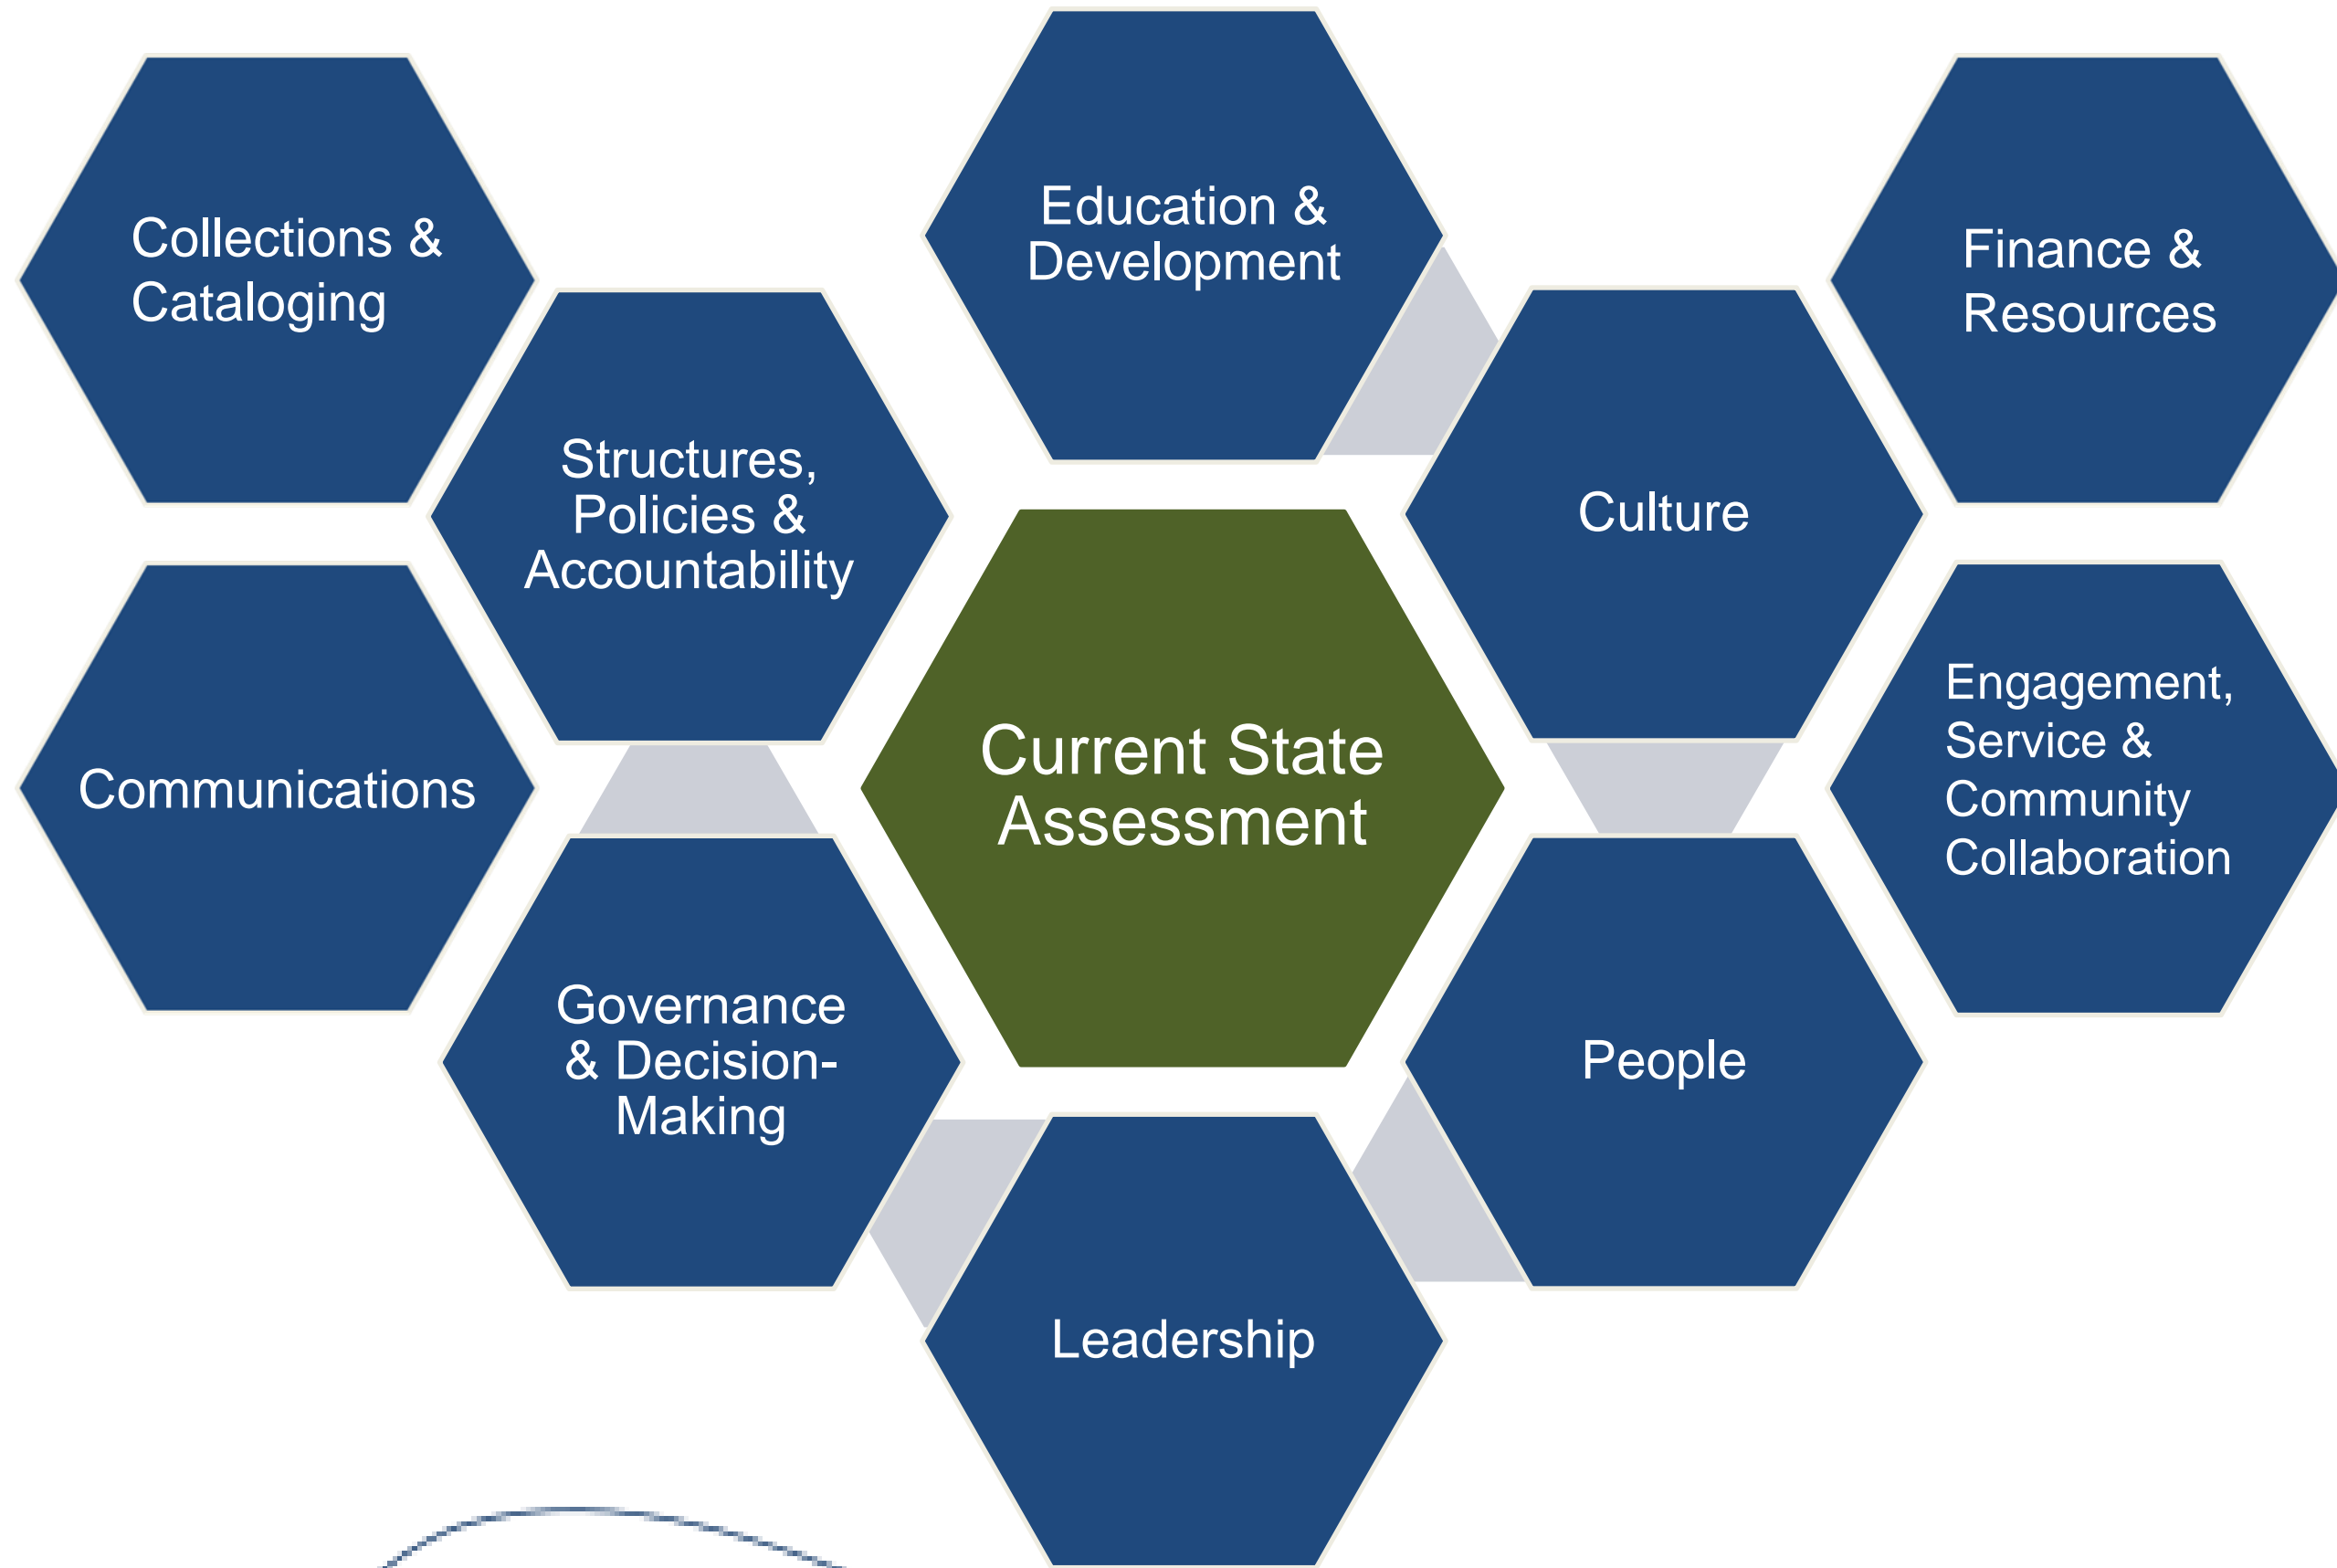 Collections &
Cataloging
Education &
Development
Finance &
Resources
Structures,
Policies &
Accountability
Culture
Communications
Current State
Assessment
Engagement,
Service &
Community
Collaboration
Governance
& Decision-
Making
People
Leadership